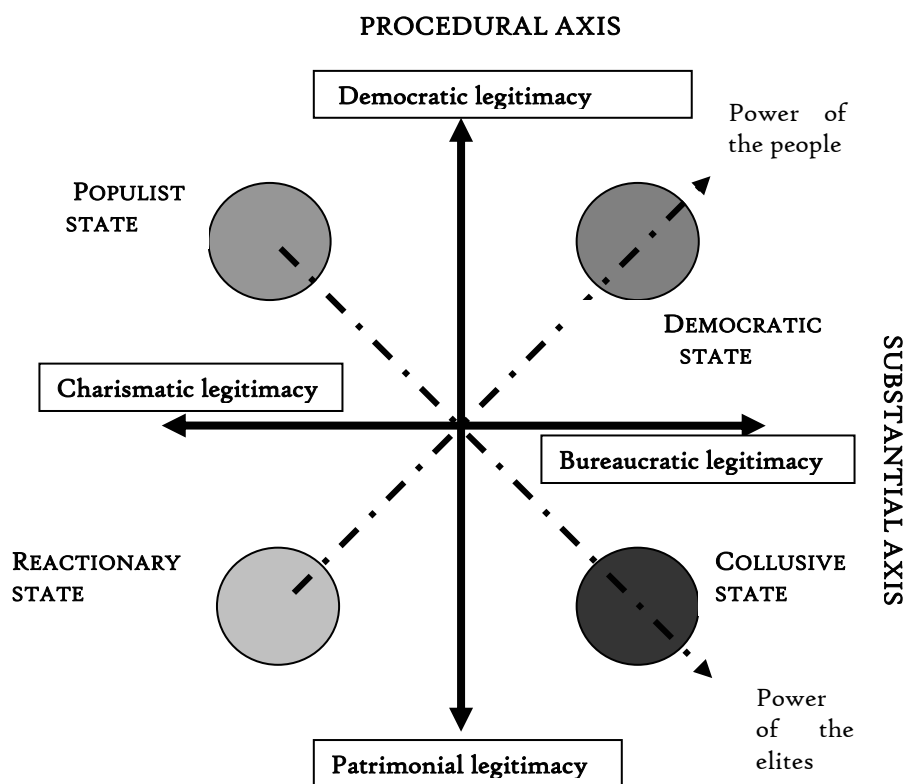 PROCEDURAL AXIS
Democratic legitimacy
Power of
the people
POPULIST
STATE
DEMOCRATIC
STATE
SUBSTANTIAL AXIS
Charismatic legitimacy
Bureaucratic legitimacy
REACTIONARY
STATE
COLLUSIVE
STATE
Power
of the
elites
Patrimonial legitimacy